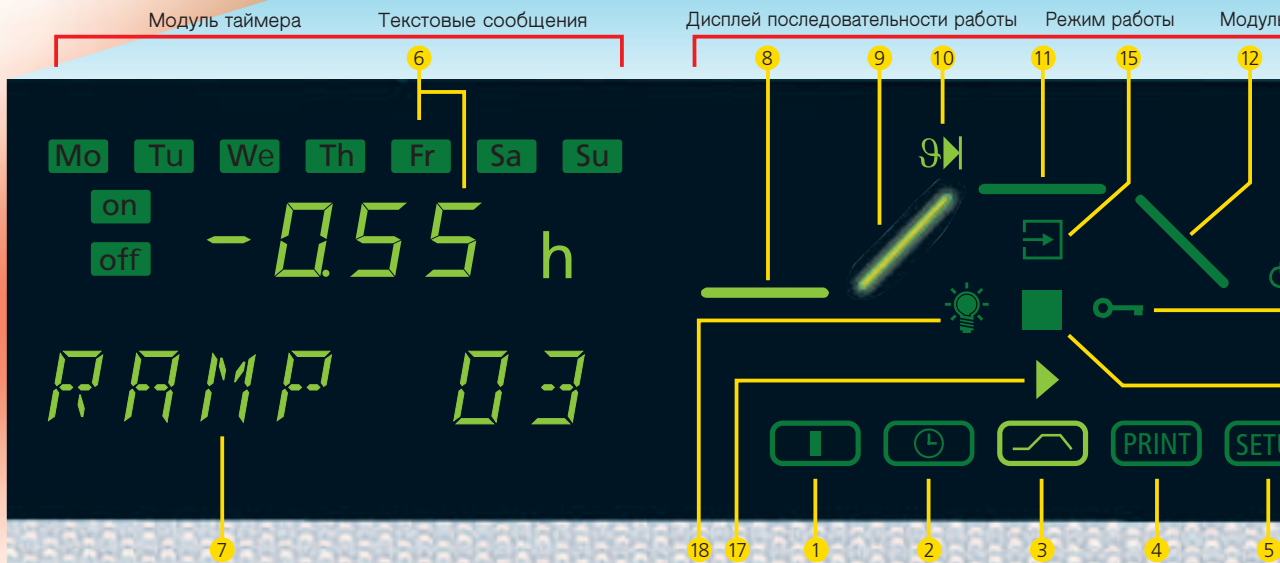 Модуль таймера Текстовые сообщения Дисплей последовательности работы Режим работы
6 8 9 10 11 15 12
Mo Tu We Th Fr Sa Su
on
-0.55 h
off
RAMP 03
PRINT
7 18 17 1 2 3 4 5